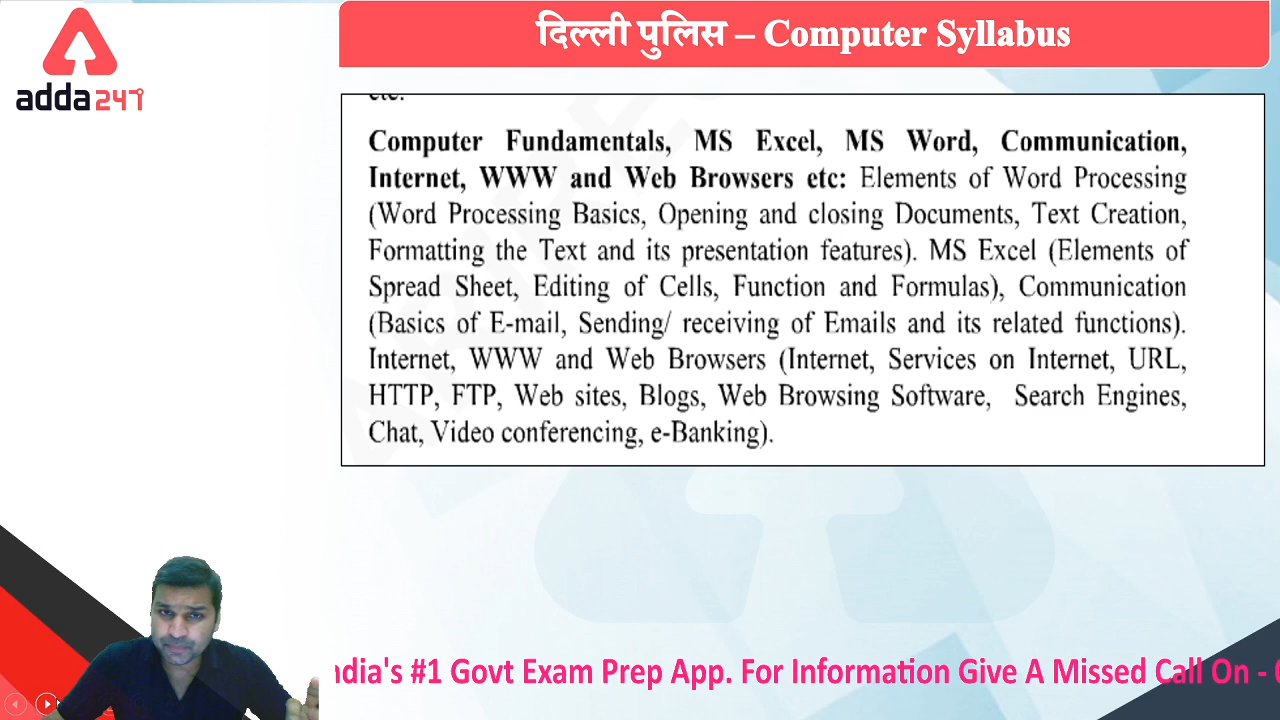 adda247
दिल्ली पुलिस – Computer Syllabus
etc.
Computer Fundamentals, MS Excel, MS Word, Communication,
Internet, WWW and Web Browsers etc: Elements of Word Processing
(Word Processing Basics, Opening and closing Documents, Text Creation,
Formatting the Text and its presentation features). MS Excel (Elements of
Spread Sheet, Editing of Cells, Function and Formulas), Communication
(Basics of E-mail, Sending/ receiving of Emails and its related functions).
Internet, WWW and Web Browsers (Internet, Services on Internet, URL,
HTTP, FTP, Web sites, Blogs, Web Browsing Software, Search Engines,
Chat, Video conferencing, e-Banking).
ndia's #1 Govt Exam Prep App. For Information Give A Missed Call On -